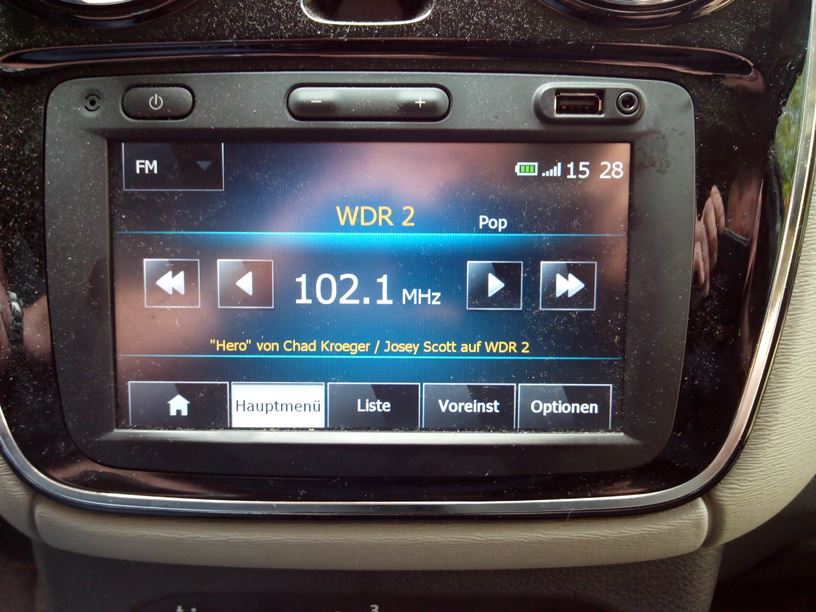 FM
15 28
WDR 2
Pop
102.1 MHz
"Hero" von Chad Kroeger / Josey Scott auf WDR 2
Hauptmenü
Liste
Voreinst
Optionen